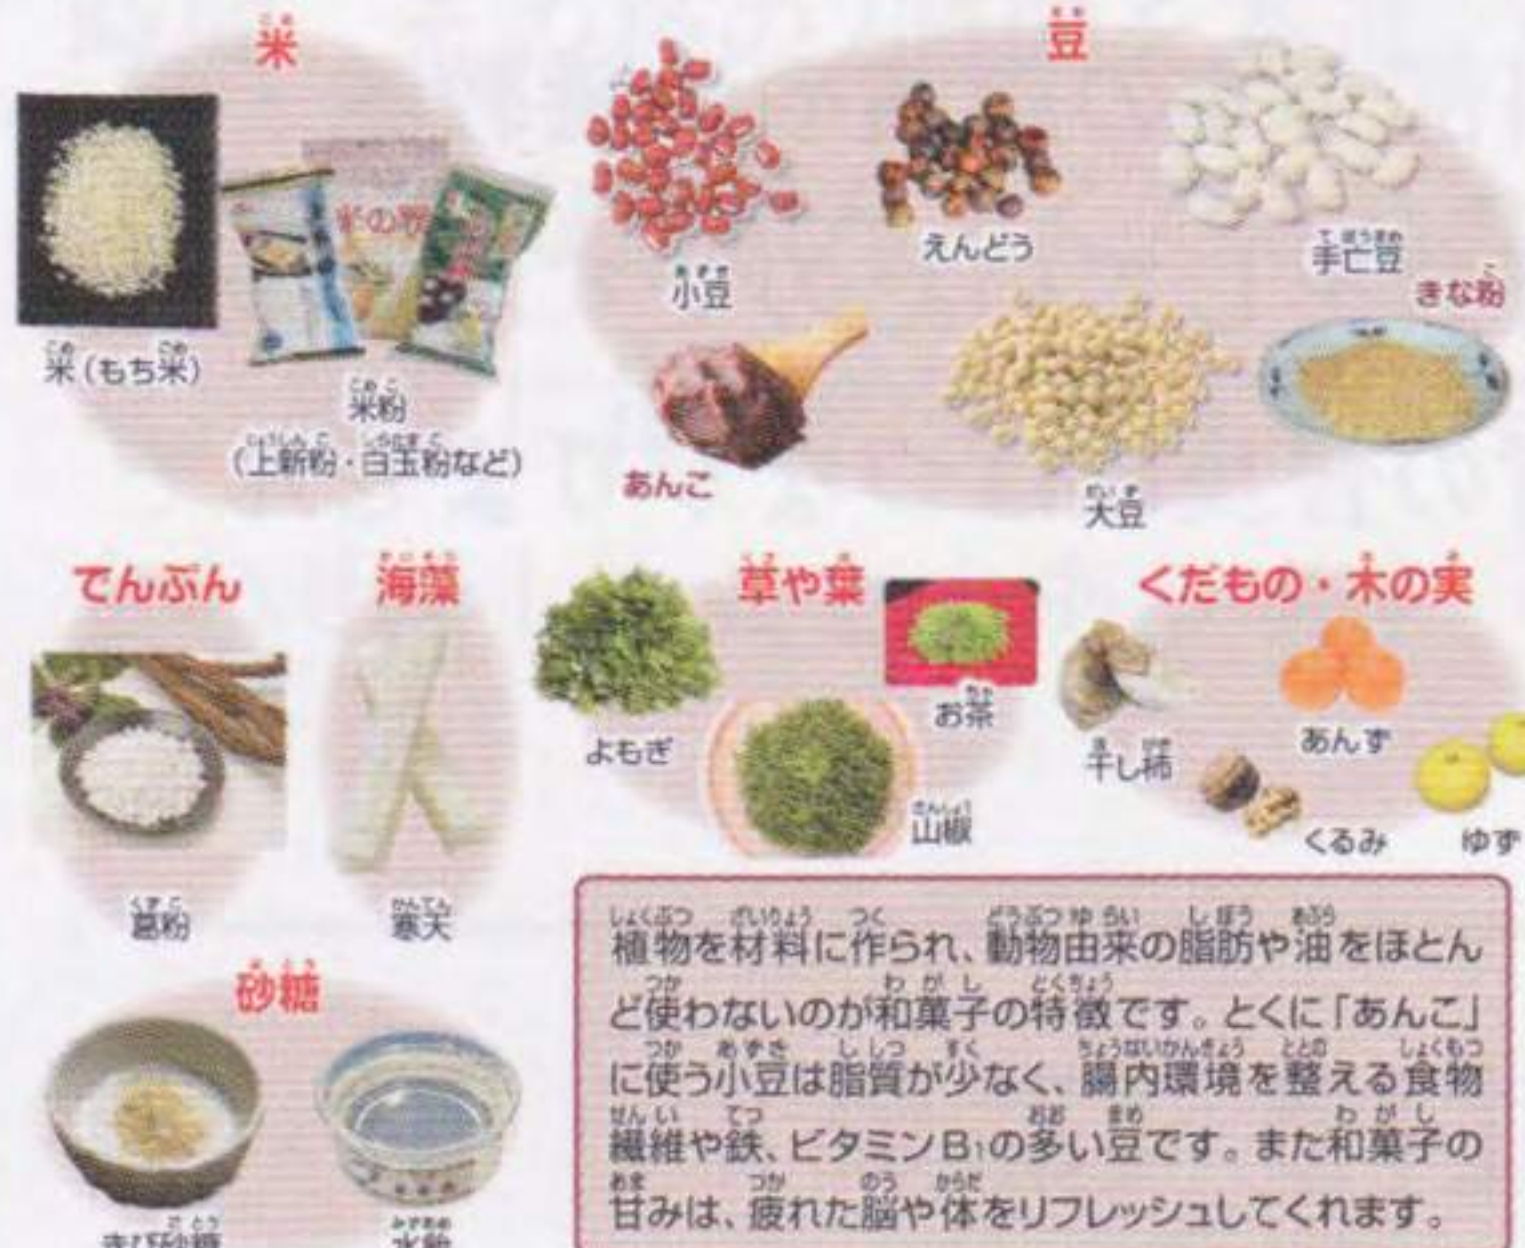 米
豆
米(もち米)
米粉
(上新粉・白玉粉など)
小豆
えんどう
手亡豆
きな粉
あんこ
大豆
てんぷん
海藻
草や葉
くだもの・木の実
葛粉
寒天
よもぎ
お茶
山椒
干し柿
あんず
くるみ
ゆず
砂糖
きび砂糖
水飴
植物を材料に作られ、動物由来の脂肪や油をほとん
ど使わないのが和菓子の特徴です。とくに「あんこ」
に使う小豆は脂質が少なく、腸内環境を整える食物
繊維や鉄、ビタミンB₁の多い豆です。また和菓子の
甘みは、疲れた脳や体をリフレッシュしてくれます。